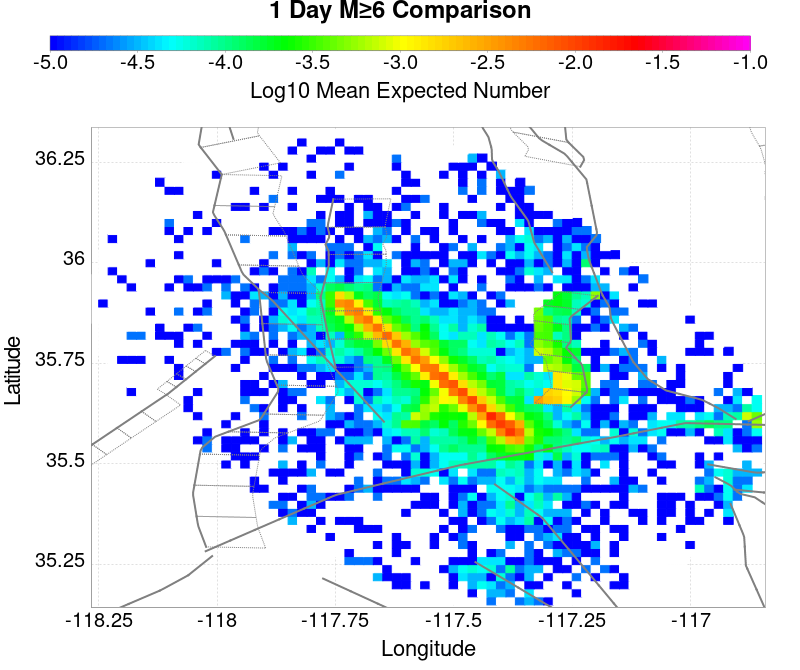 1 Day M≥6 Comparison
-5.0 -4.5 -4.0 -3.5 -3.0 -2.5 -2.0 -1.5 -1.0
Log10 Mean Expected Number
36.25
36
35.75
35.5
35.25
Latitude
-118.25 -118 -117.75 -117.5 -117.25 -117
Longitude